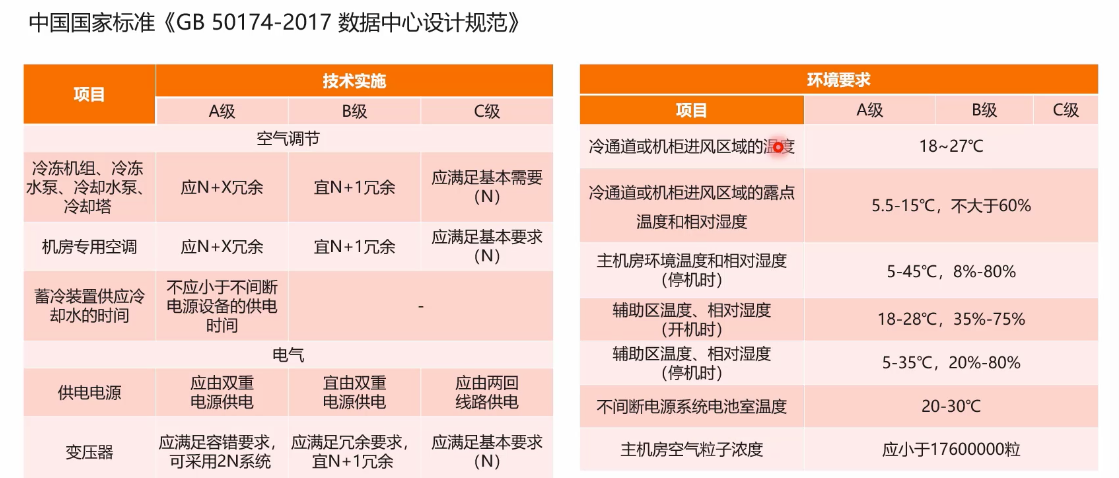 中国国家标准《GB 50174-2017 数据中心设计规范》
项目
技术实施
A级
B级
C级
空气调节
冷冻机组、冷冻
水泵、冷却水泵、
冷却塔
应N+X冗余
宜N+1冗余
应满足基本需要
（N）
机房专用空调
应N+X冗余
宜N+1冗余
应满足基本要求
（N）
蓄冷装置供应冷
却水的时间
不应小于不间断
电源设备的供电
时间
-
电气
供电电源
应由双重
电源供电
宜由双重
电源供电
应由两回
线路供电
变压器
应满足容错要求，
可采用2N系统
应满足冗余要求，
宜N+1冗余
应满足基本要求
（N）
环境要求
项目
A级
B级
C级
冷通道或机柜进风区域的温度
18~27℃
冷通道或机柜进风区域的露点
温度和相对湿度
5.5-15℃，不大于60%
主机房环境温度和相对湿度
（停机时）
5-45℃，8%-80%
辅助区温度、相对湿度
（开机时）
18-28℃，35%-75%
辅助区温度、相对湿度
（停机时）
5-35℃，20%-80%
不间断电源系统电池室温度
20-30℃
主机房空气粒子浓度
应小于17600000粒